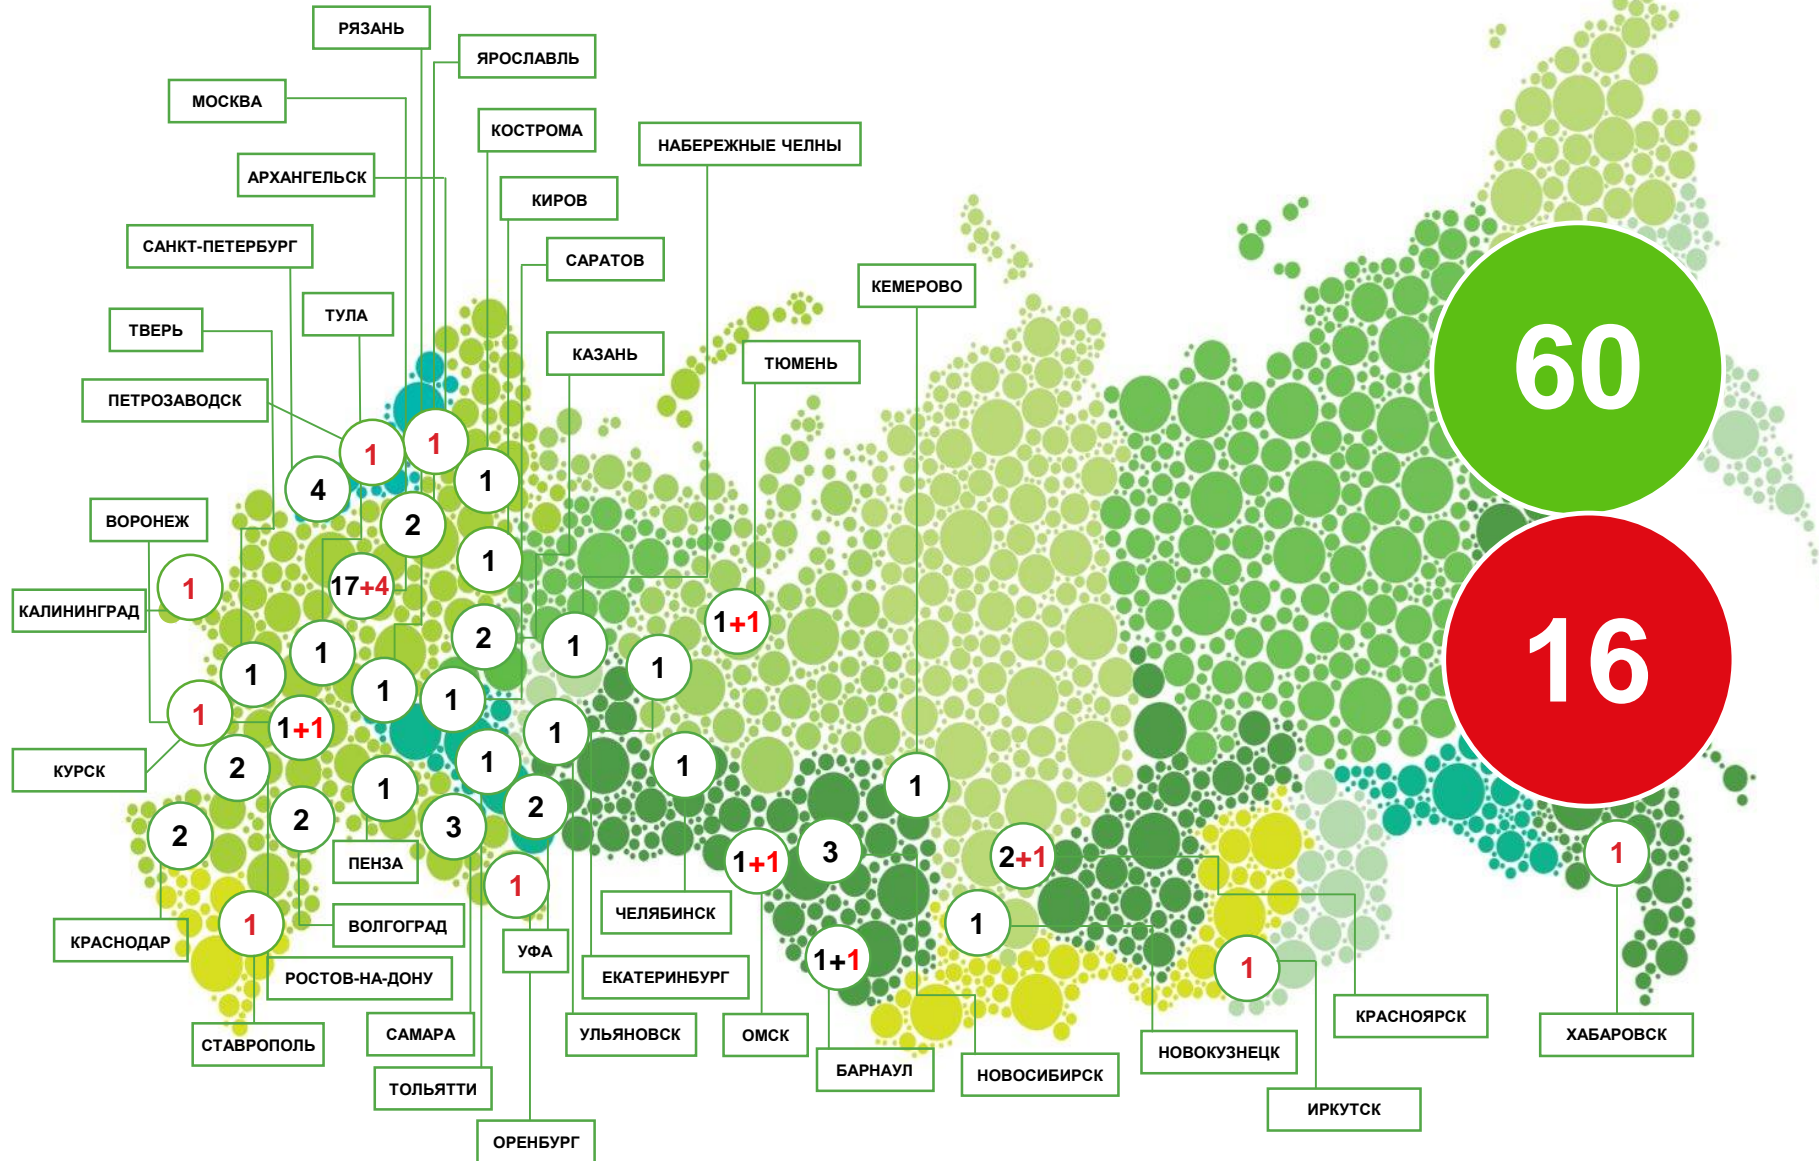 РЯЗАНЬ
ЯРОСЛАВЛЬ
МОСКВА
КОСТРОМА
НАБЕРЕЖНЫЕ ЧЕЛНЫ
АРХАНГЕЛЬСК
КИРОВ
САНКТ-ПЕТЕРБУРГ
САРАТОВ
КЕМЕРОВО
ТУЛА
ТВЕРЬ
КАЗАНЬ
ТЮМЕНЬ
60
ПЕТРОЗАВОДСК
1
1
1
4
ВОРОНЕЖ
2
1
1
17+4
КАЛИНИНГРАД
1+1
2
1
1
1
16
1
1
1
1
1+1
1
КУРСК
2
1
1
1
1
2
2
3
2
1+1
3
2+1
1
ПЕНЗА
1
ЧЕЛЯБИНСК
1
1
КРАСНОДАР
ВОЛГОГРАД
УФА
1+1
1
РОСТОВ-НА-ДОНУ
ЕКАТЕРИНБУРГ
КРАСНОЯРСК
СТАВРОПОЛЬ
САМАРА
УЛЬЯНОВСК
ОМСК
ХАБАРОВСК
НОВОКУЗНЕЦК
БАРНАУЛ
НОВОСИБИРСК
ТОЛЬЯТТИ
ИРКУТСК
ОРЕНБУРГ